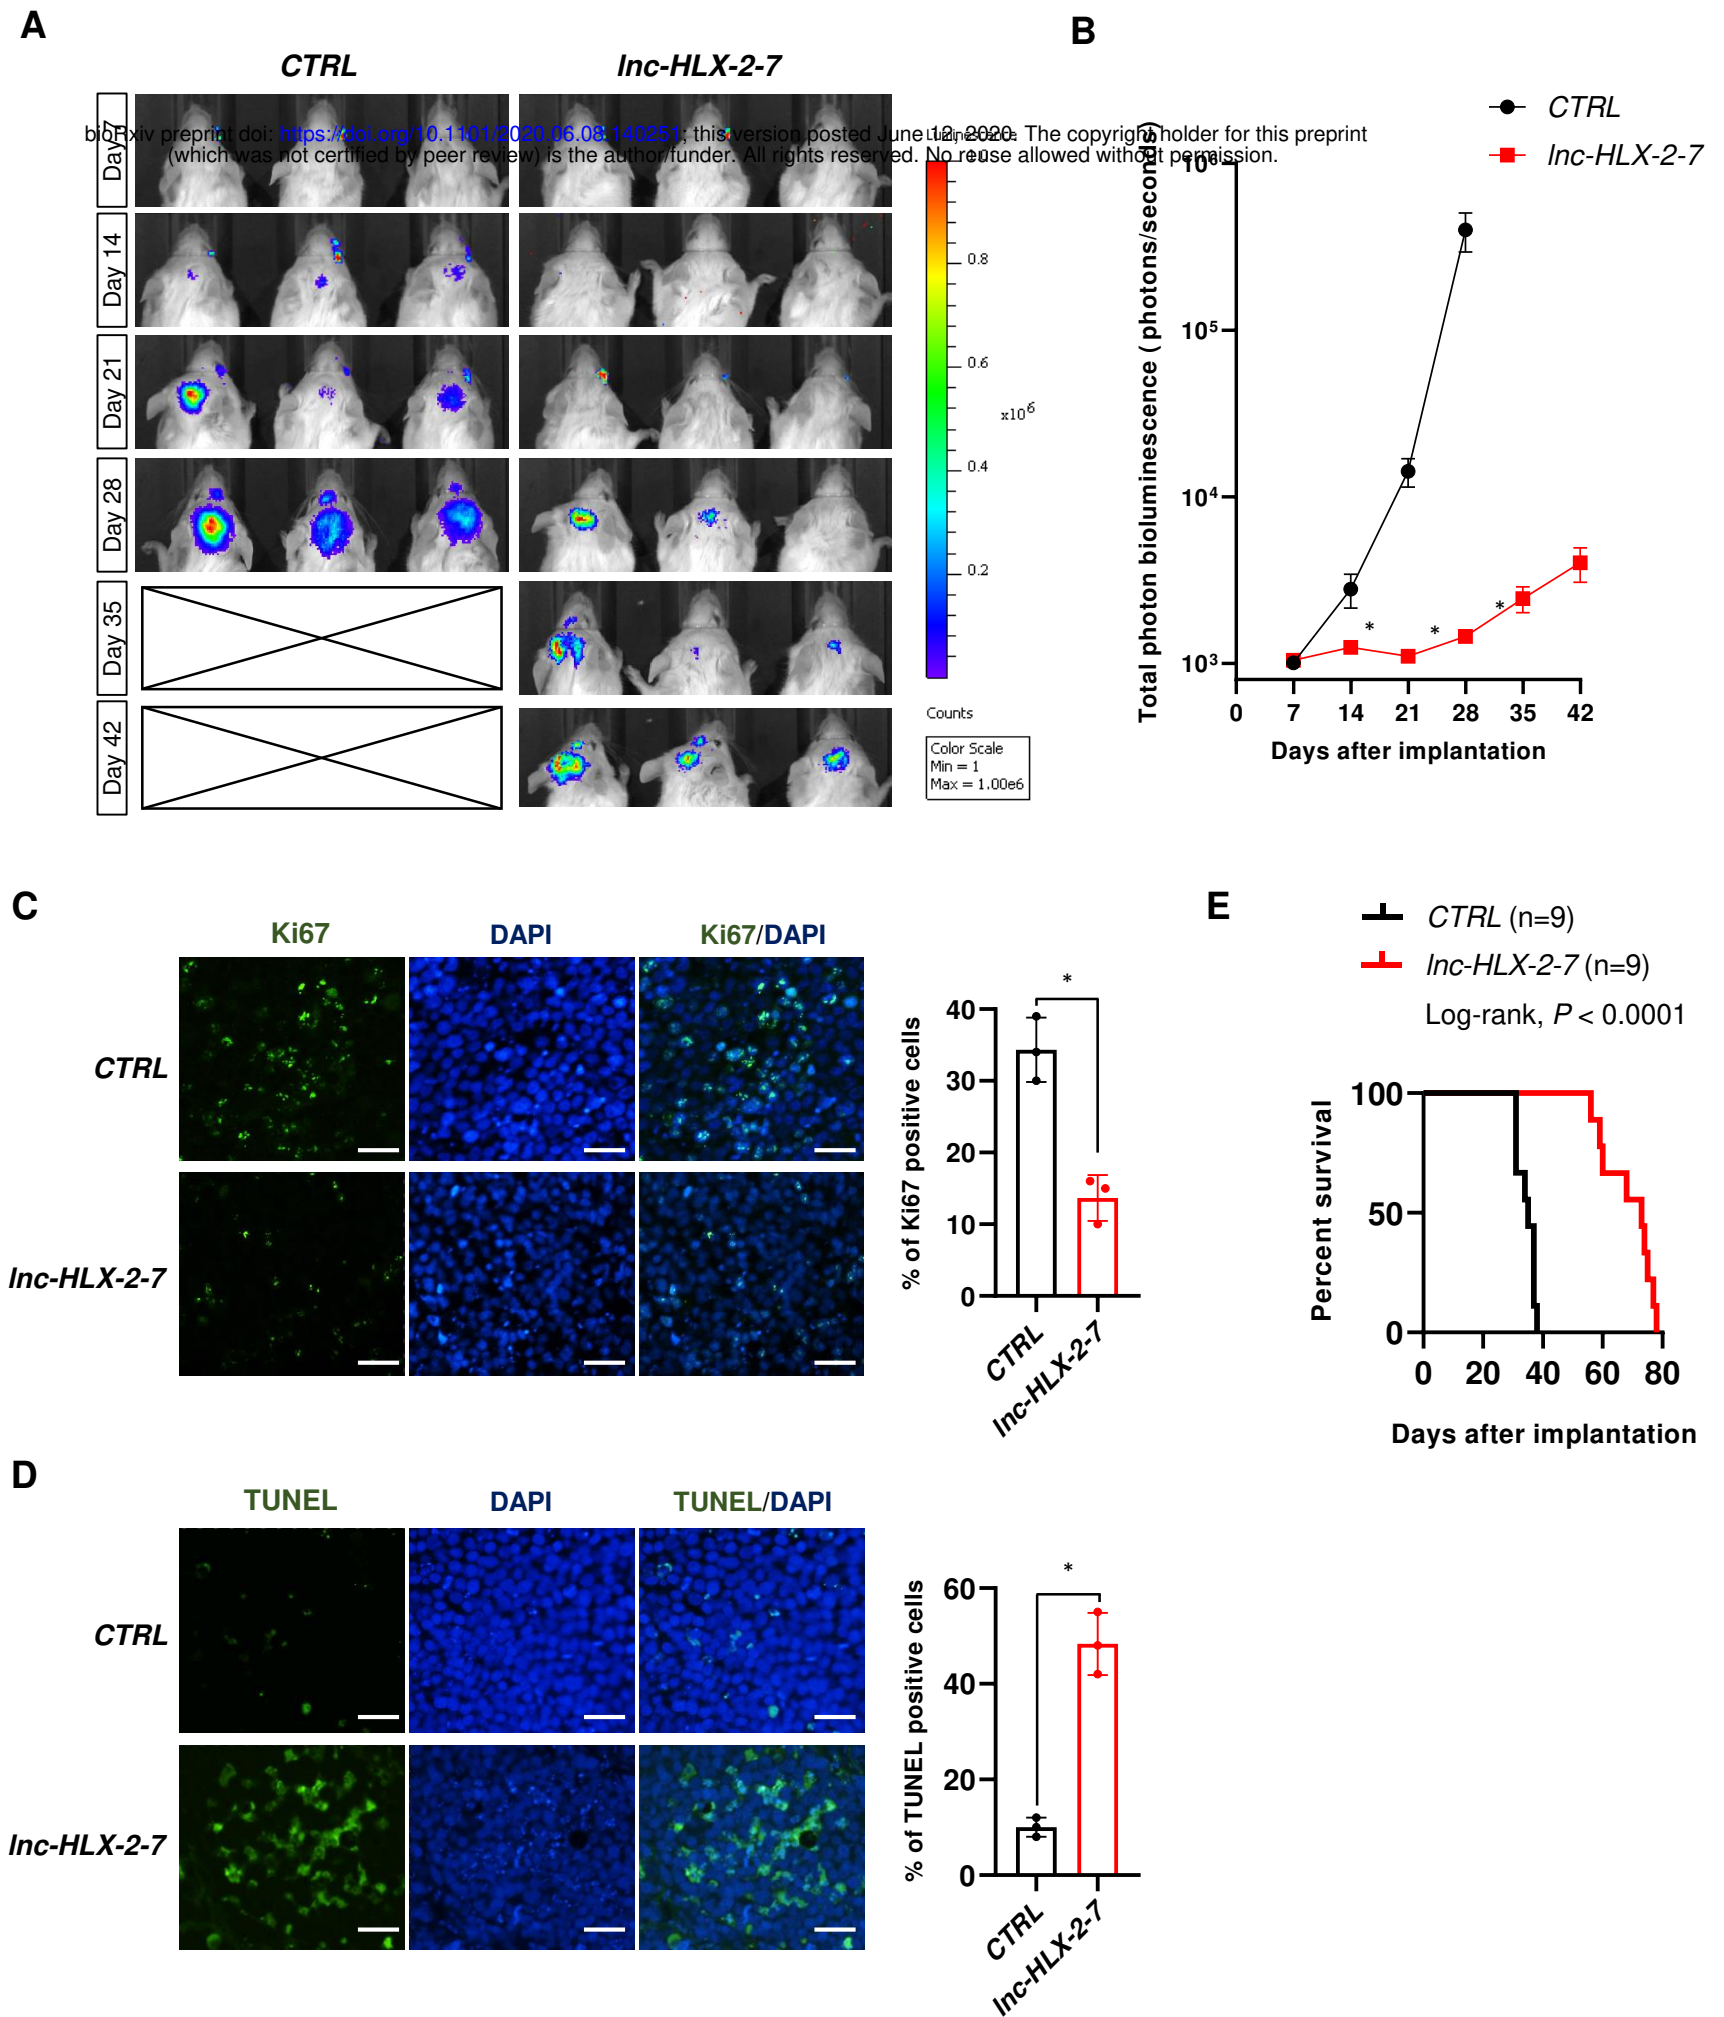 A
CTRL
lnc-HLX-2-7
bioRxiv preprint doi: https://doi.org/10.1101/2020.06.08.140251; this version posted June 12, 2020. The copyright holder for this preprint
(which was not certified by peer review) is the author/funder. All rights reserved. No reuse allowed without permission.
Day 7
Day 14
Day 21
Day 28
Day 35
Day 42
Luminescence
1.0
0.8
0.6
x10⁶
0.4
0.2
Counts
Color Scale
Min = 1
Max = 1.00e6
B
CTRL
lnc-HLX-2-7
Total photon bioluminescence ( photons/seconds)
10⁶
10⁵
10⁴
10³
*
*
*
0 7 14 21 28 35 42
Days after implantation
C
Ki67
DAPI
Ki67/DAPI
CTRL
lnc-HLX-2-7
% of Ki67 positive cells
*
40
30
20
10
0
CTRL
lnc-HLX-2-7
E
CTRL (n=9)
lnc-HLX-2-7 (n=9)
Log-rank, P < 0.0001
Percent survival
100
50
0
0 20 40 60 80
Days after implantation
D
TUNEL
DAPI
TUNEL/DAPI
CTRL
lnc-HLX-2-7
% of TUNEL positive cells
*
60
40
20
0
CTRL
lnc-HLX-2-7